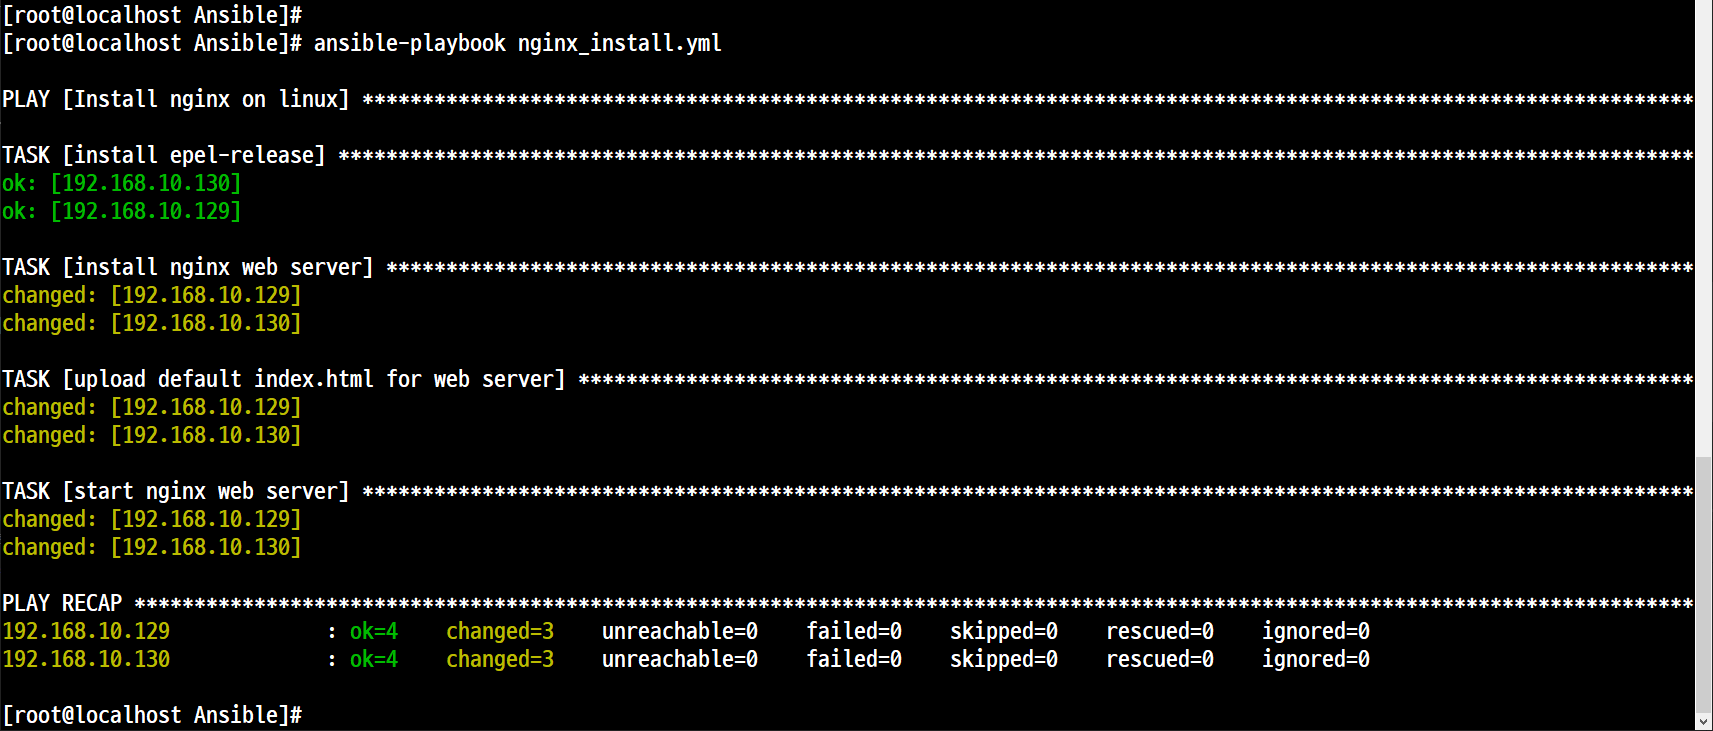 [root@localhost Ansible]#
[root@localhost Ansible]# ansible-playbook nginx_install.yml
PLAY [Install nginx on linux] ***************************************************************************************************************
TASK [install epel-release] *****************************************************************************************************************
ok: [192.168.10.130]
ok: [192.168.10.129]
TASK [install nginx web server] *************************************************************************************************************
changed: [192.168.10.129]
changed: [192.168.10.130]
TASK [upload default index.html for web server] *********************************************************************************************
changed: [192.168.10.129]
changed: [192.168.10.130]
TASK [start nginx web server] ***************************************************************************************************************
changed: [192.168.10.129]
changed: [192.168.10.130]
PLAY RECAP **********************************************************************************************************************************
192.168.10.129             : ok=4    changed=3    unreachable=0    failed=0    skipped=0    rescued=0    ignored=0
192.168.10.130             : ok=4    changed=3    unreachable=0    failed=0    skipped=0    rescued=0    ignored=0
[root@localhost Ansible]#